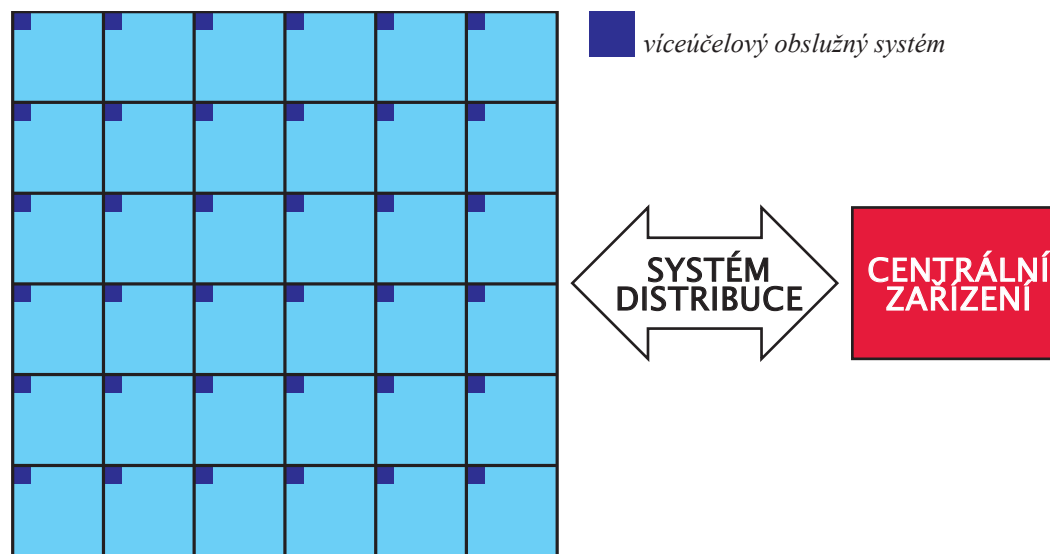 víceúčelový obslužný systém
SYSTÉM
DISTRIBUCE
CENTRÁLNÍ
ZAŘÍZENÍ